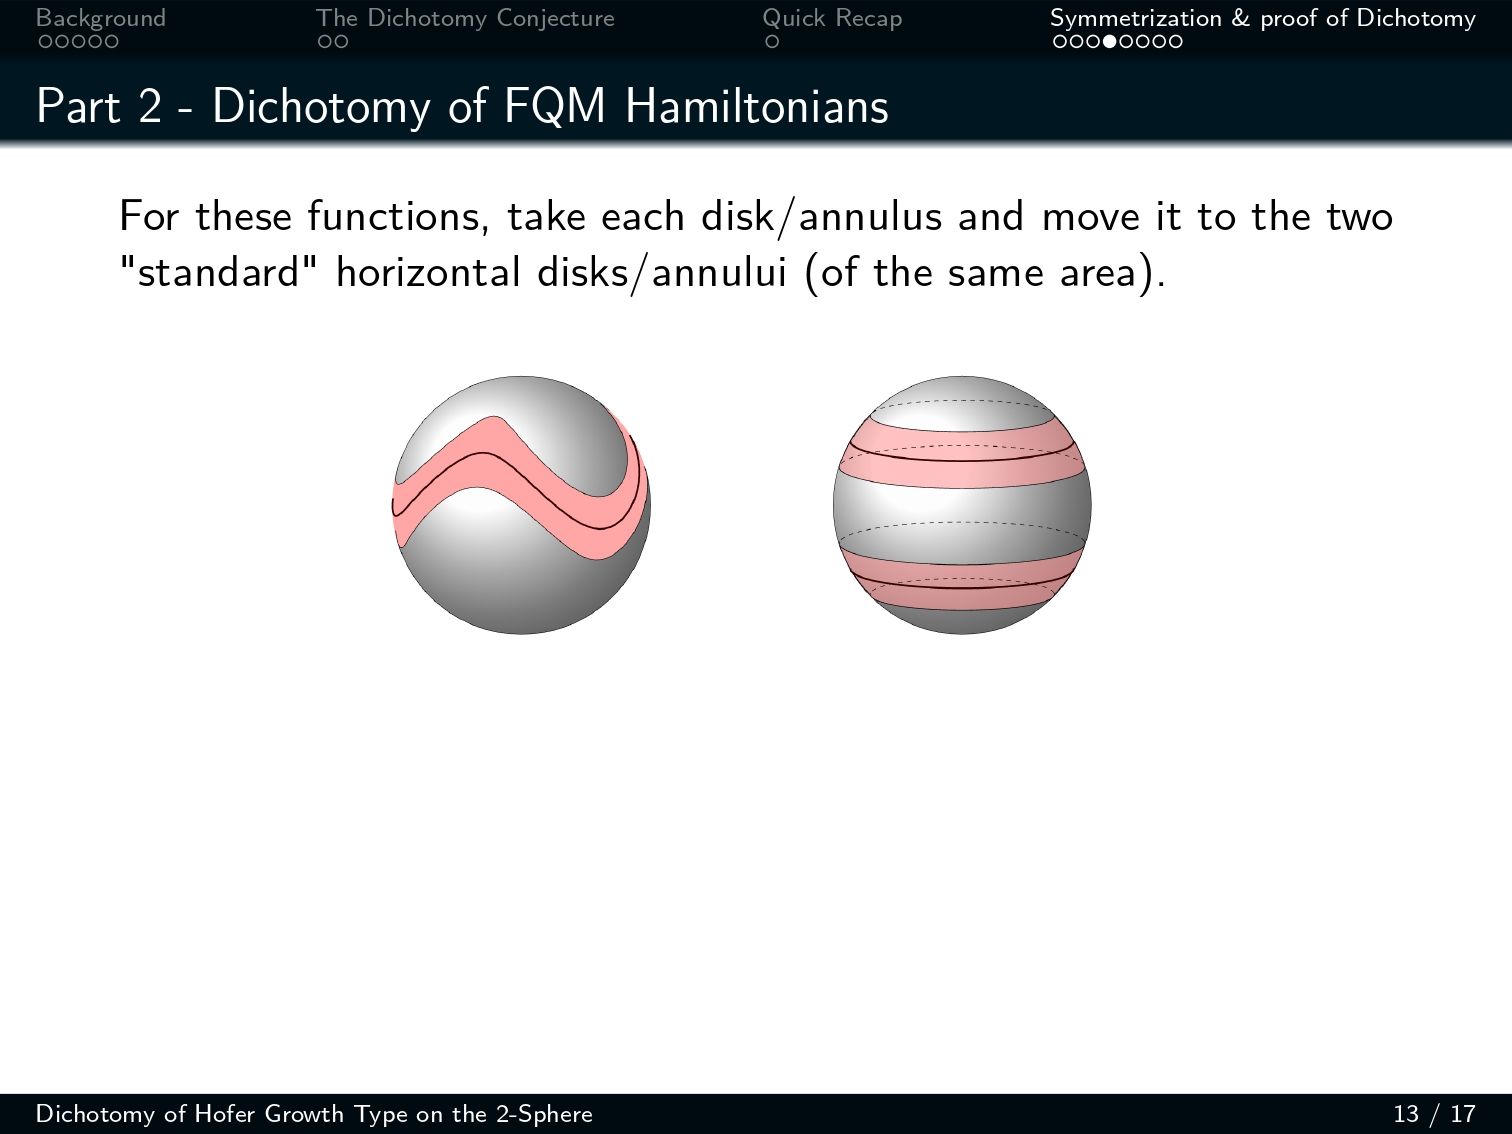 Background
The Dichotomy Conjecture
Quick Recap
Symmetrization & proof of Dichotomy
Part 2 - Dichotomy of FQM Hamiltonians
For these functions, take each disk/annulus and move it to the two
"standard" horizontal disks/annului (of the same area).
Dichotomy of Hofer Growth Type on the 2-Sphere
13 / 17